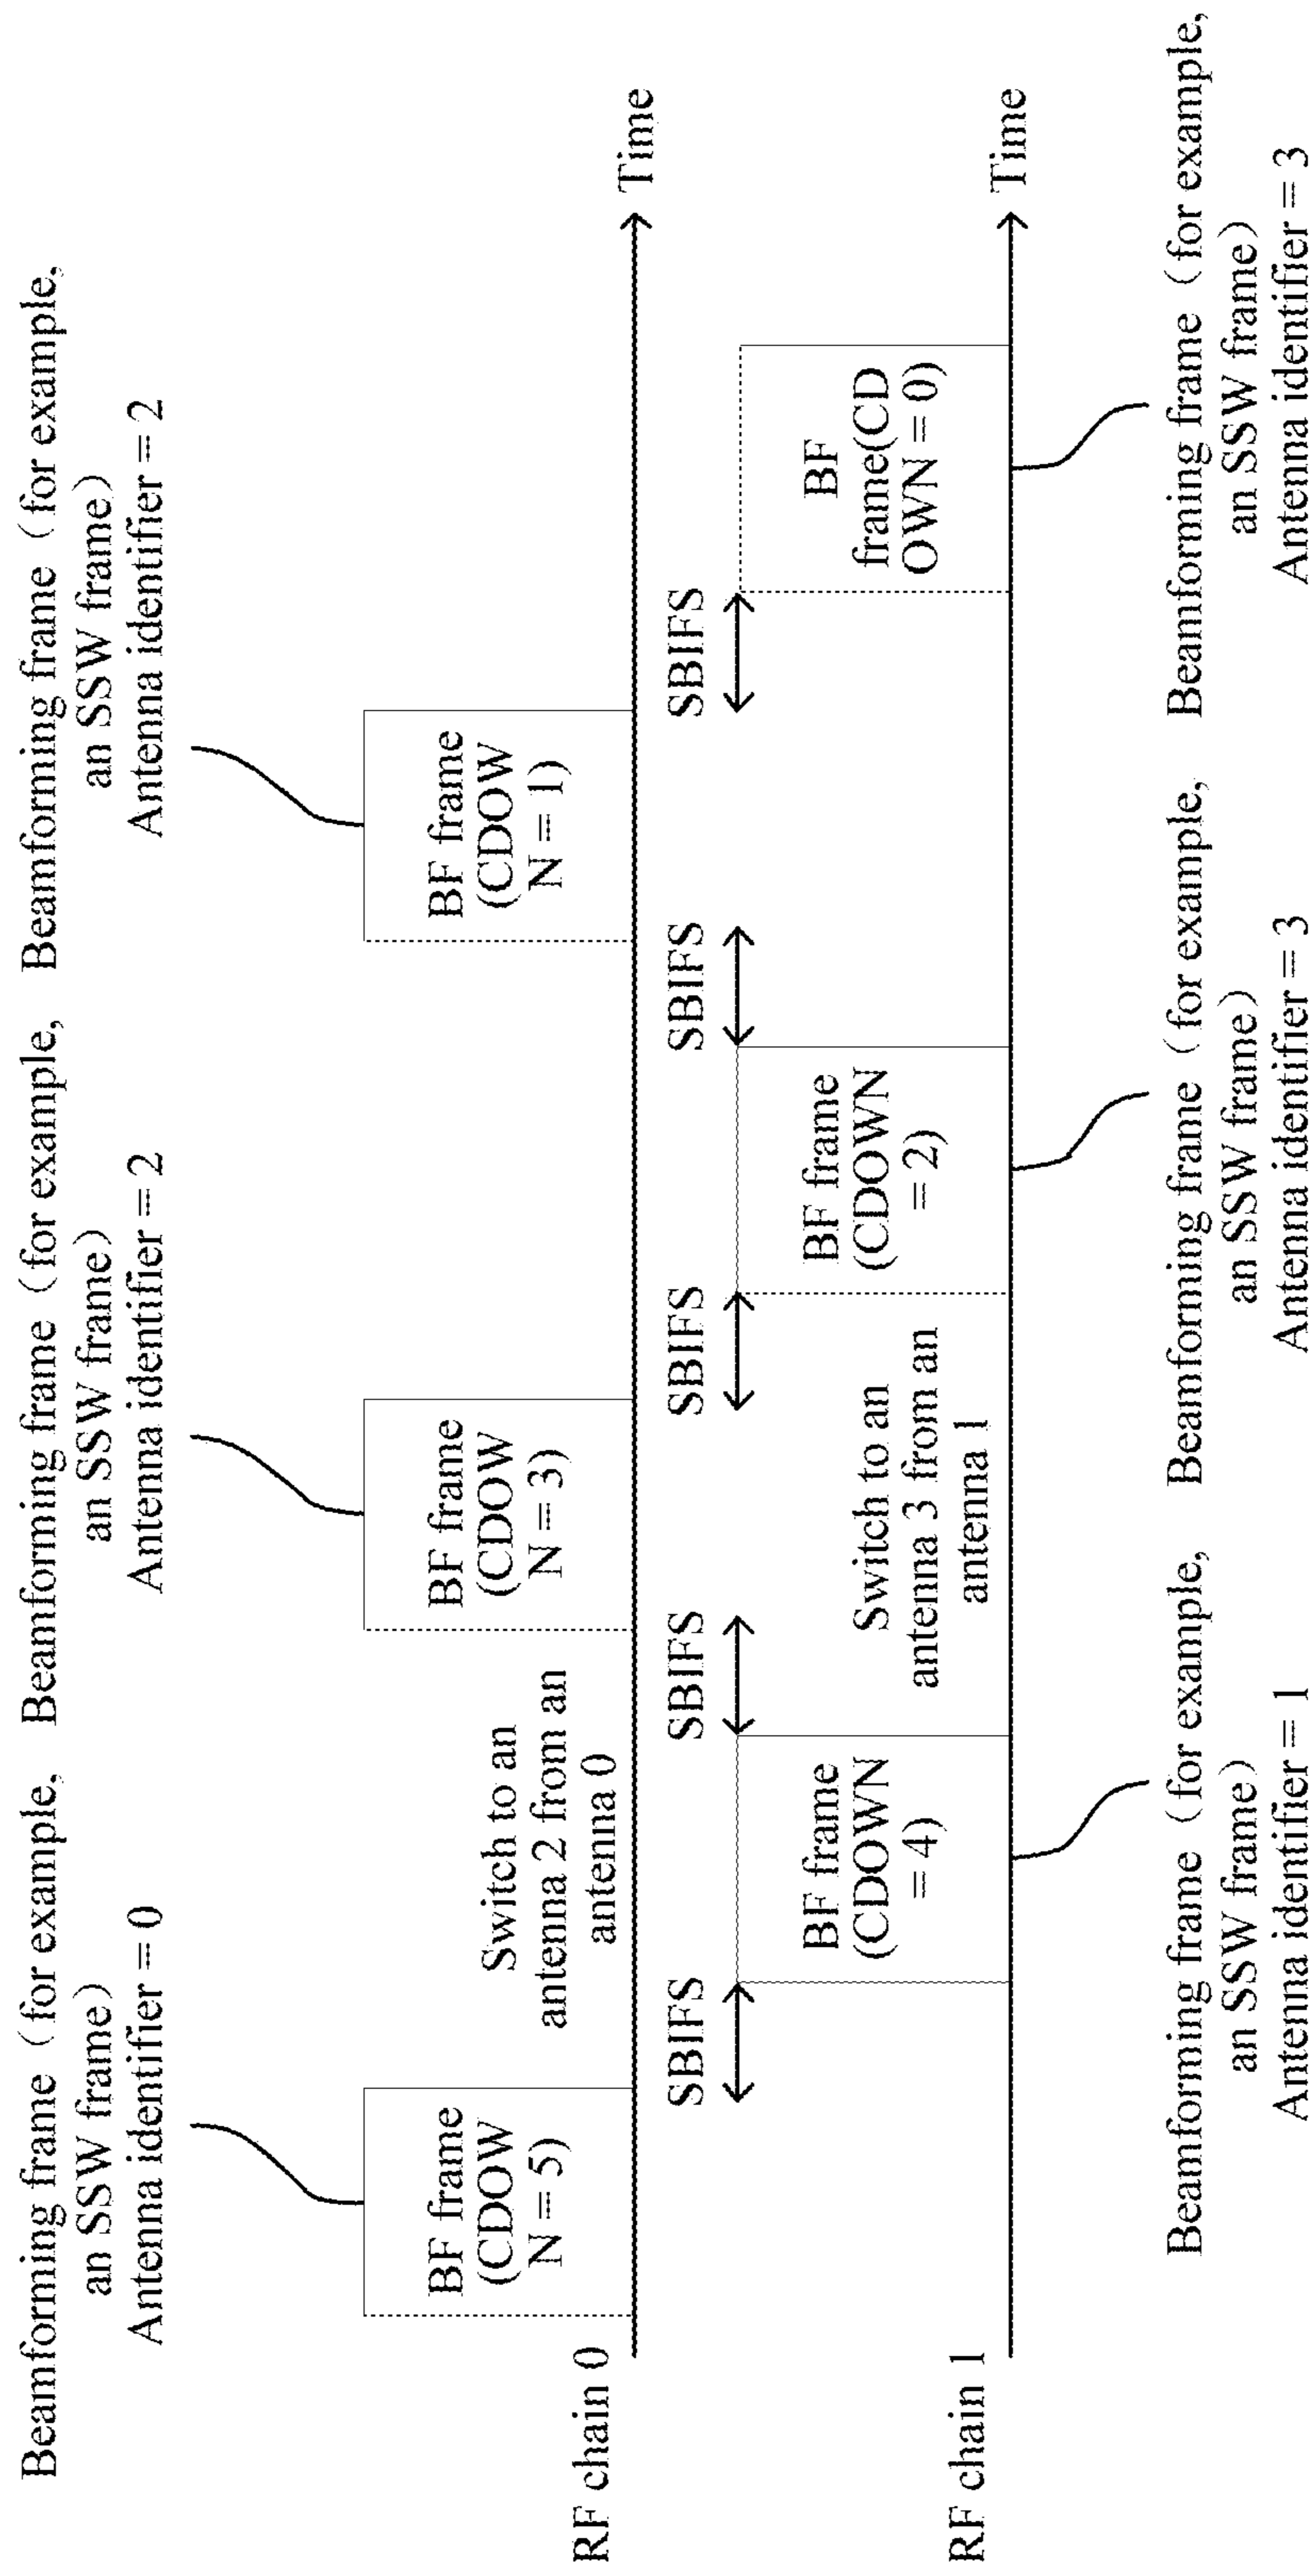 Beamforming frame (for example,
an SSW frame)
Antenna identifier = 0
Beamforming frame (for example,
an SSW frame)
Antenna identifier = 2
Beamforming frame (for example,
an SSW frame)
Antenna identifier = 2
BF frame
(CDOW
N = 5)
Switch to an
antenna 2 from an
antenna 0
BF frame
(CDOW
N = 3)
BF frame
(CDOW
N = 1)
RF chain 0
Time
SBIFS
SBIFS
SBIFS
SBIFS
SBIFS
BF frame
(CDOWN
= 4)
Switch to an
antenna 3 from an
antenna 1
BF frame
(CDOWN
= 2)
BF
frame(CD
OWN = 0)
RF chain 1
Time
Beamforming frame (for example,
an SSW frame)
Antenna identifier = 1
Beamforming frame (for example,
an SSW frame)
Antenna identifier = 3
Beamforming frame (for example,
an SSW frame)
Antenna identifier = 3